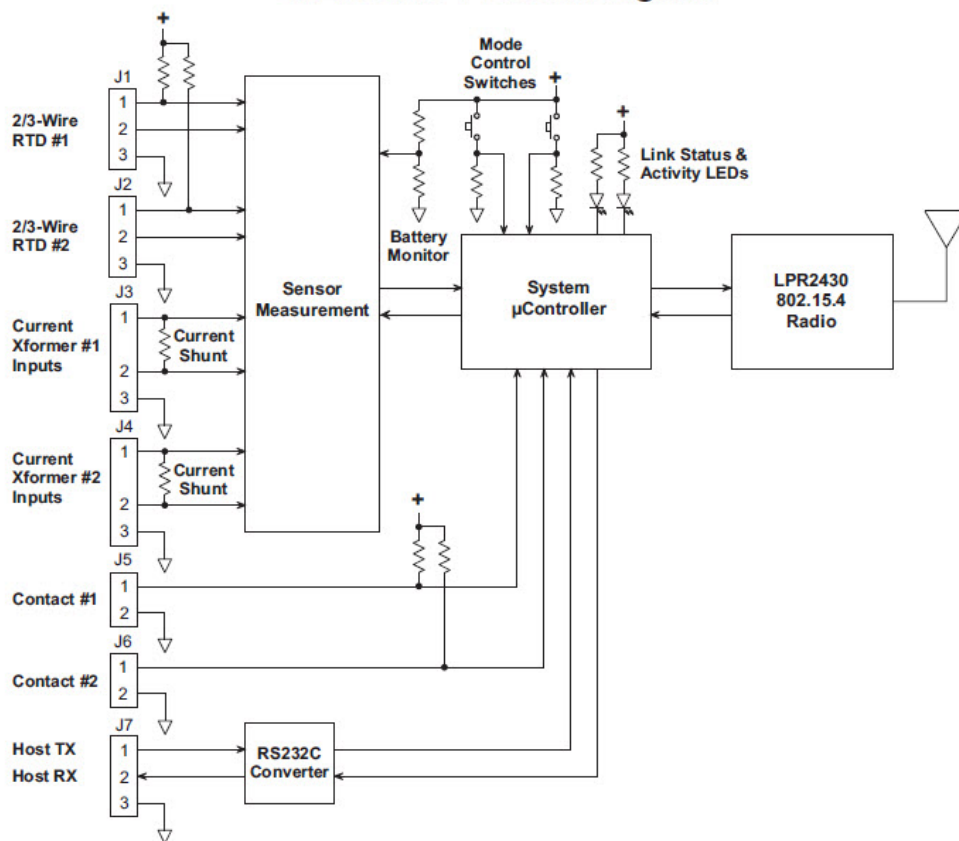 +
J1
2/3-Wire
RTD #1
1
2
3
J2
2/3-Wire
RTD #2
1
2
3
J3
Current
Xformer #1
Inputs
1
2
3
Current
Shunt
J4
Current
Xformer #2
Inputs
1
2
3
Current
Shunt
J5
Contact #1
1
2
J6
Contact #2
1
2
J7
Host TX
Host RX
1
2
3
Sensor
Measurement
Mode
Control
Switches
+
+
Link Status &
Activity LEDs
Battery
Monitor
System
µController
LPR2430
802.15.4
Radio
+
RS232C
Converter